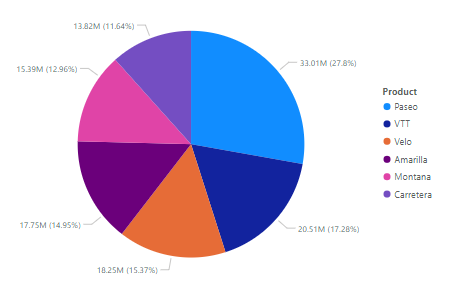 13.82M (11.64%)
33.01M (27.8%)
15.39M (12.96%)
Product
Paseo
VTT
Velo
Amarilla
Montana
Carretera
17.75M (14.95%)
20.51M (17.28%)
18.25M (15.37%)